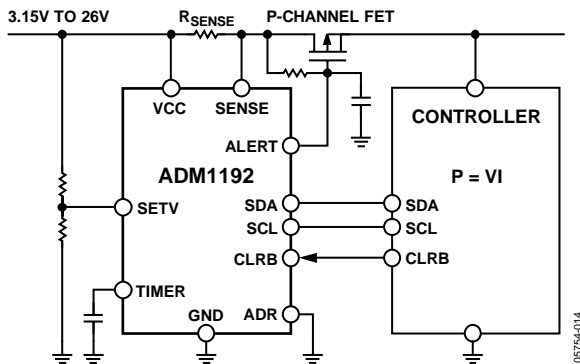 3.15V TO 26V
RSENSE
P-CHANNEL FET
VCC
SENSE
CONTROLLER
ALERT
ADM1192
P = VI
SETV
SDA
SDA
SCL
SCL
CLRB
CLRB
TIMER
GND
ADR
05754-014